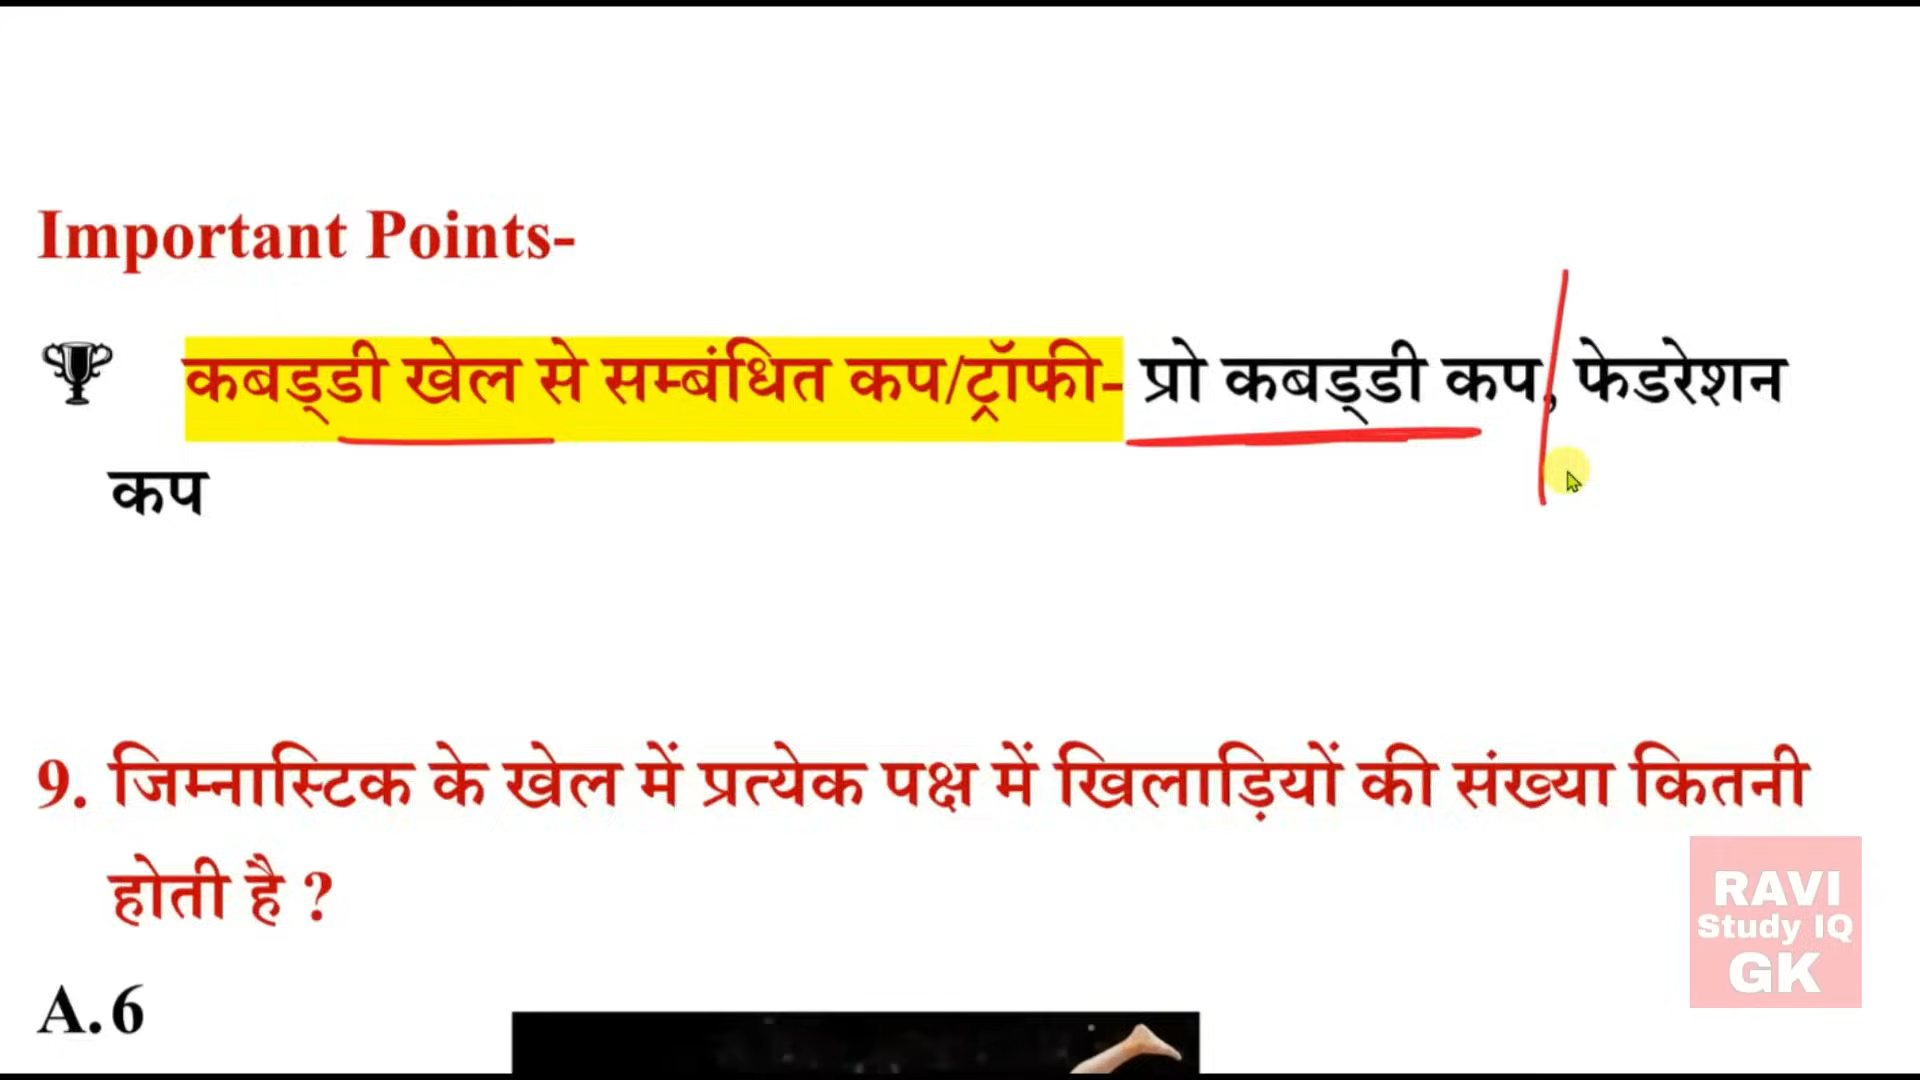 Important Points-
कबड्डी खेल से सम्बंधित कप/ट्रॉफी- प्रो कबड्डी कप, फेडरेशन
कप
9. जिम्नास्टिक के खेल में प्रत्येक पक्ष में खिलाड़ियों की संख्या कितनी
होती है ?
RAVI
Study IQ
GK
A. 6